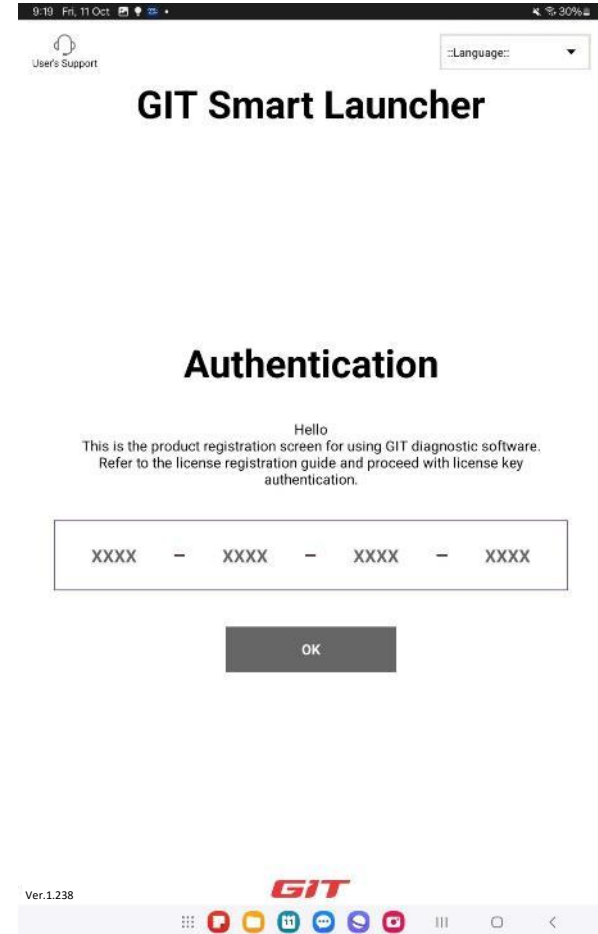 9:19 Fri, 11 Oct
30%
User's Support
::Language::
GIT Smart Launcher
Authentication
Hello
This is the product registration screen for using GIT diagnostic software.
Refer to the license registration guide and proceed with license key
authentication.
XXXX – XXXX – XXXX – XXXX
OK
Ver.1.238
GIT
11